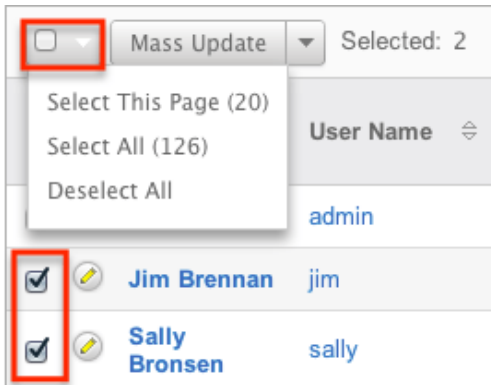 Mass Update Selected: 2
Select This Page (20)
Select All (126)
Deselect All
User Name
admin
Jim Brennan jim
Sally Bronsen sally